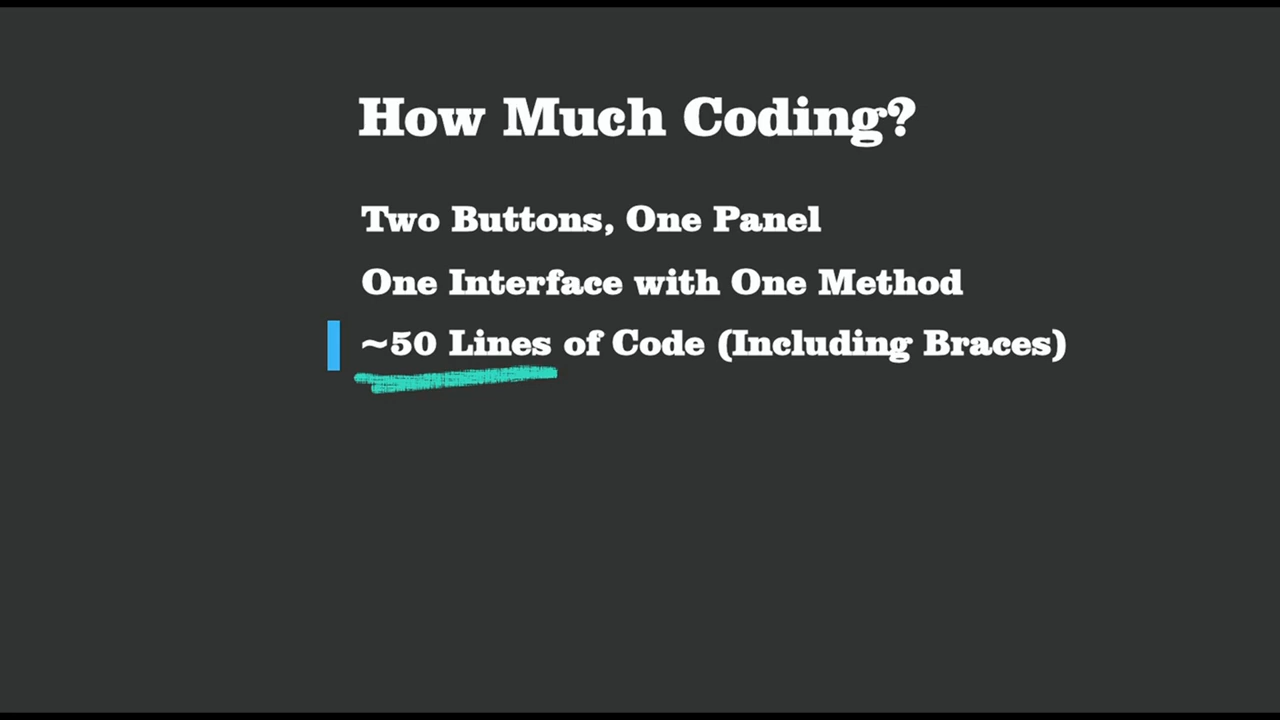 How Much Coding?
Two Buttons, One Panel
One Interface with One Method
~50 Lines of Code (Including Braces)